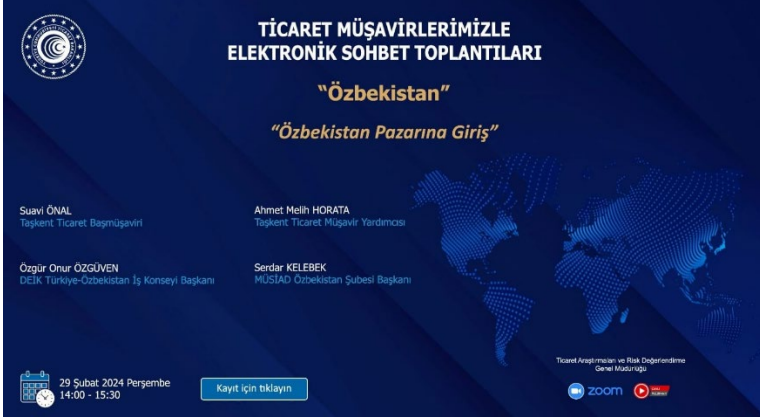 TİCARET MÜŞAVİRLERİMİZLE
ELEKTRONİK SOHBET TOPLANTILARI
“Özbekistan”
“Özbekistan Pazarına Giriş”
Suavi ÖNAL
Taşkent Ticaret Başmüşaviri
Ahmet Melih HORATA
Taşkent Ticaret Müşavir Yardımcısı
Özgür Onur ÖZGÜVEN
DEİK Türkiye-Özbekistan İş Konseyi Başkanı
Serdar KELEBEK
MÜSİAD Özbekistan Şubesi Başkanı
Ticaret Araştırmaları ve Risk Değerlendirme
Genel Müdürlüğü
29 Şubat 2024 Perşembe
14:00 - 15:30
Kayıt için tıklayın
zoom